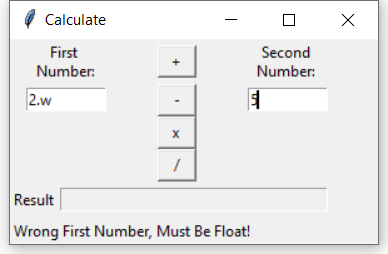 Calculate
First
Number:
2.w
+
-
x
/
Second
Number:
5
Result
Wrong First Number, Must Be Float!